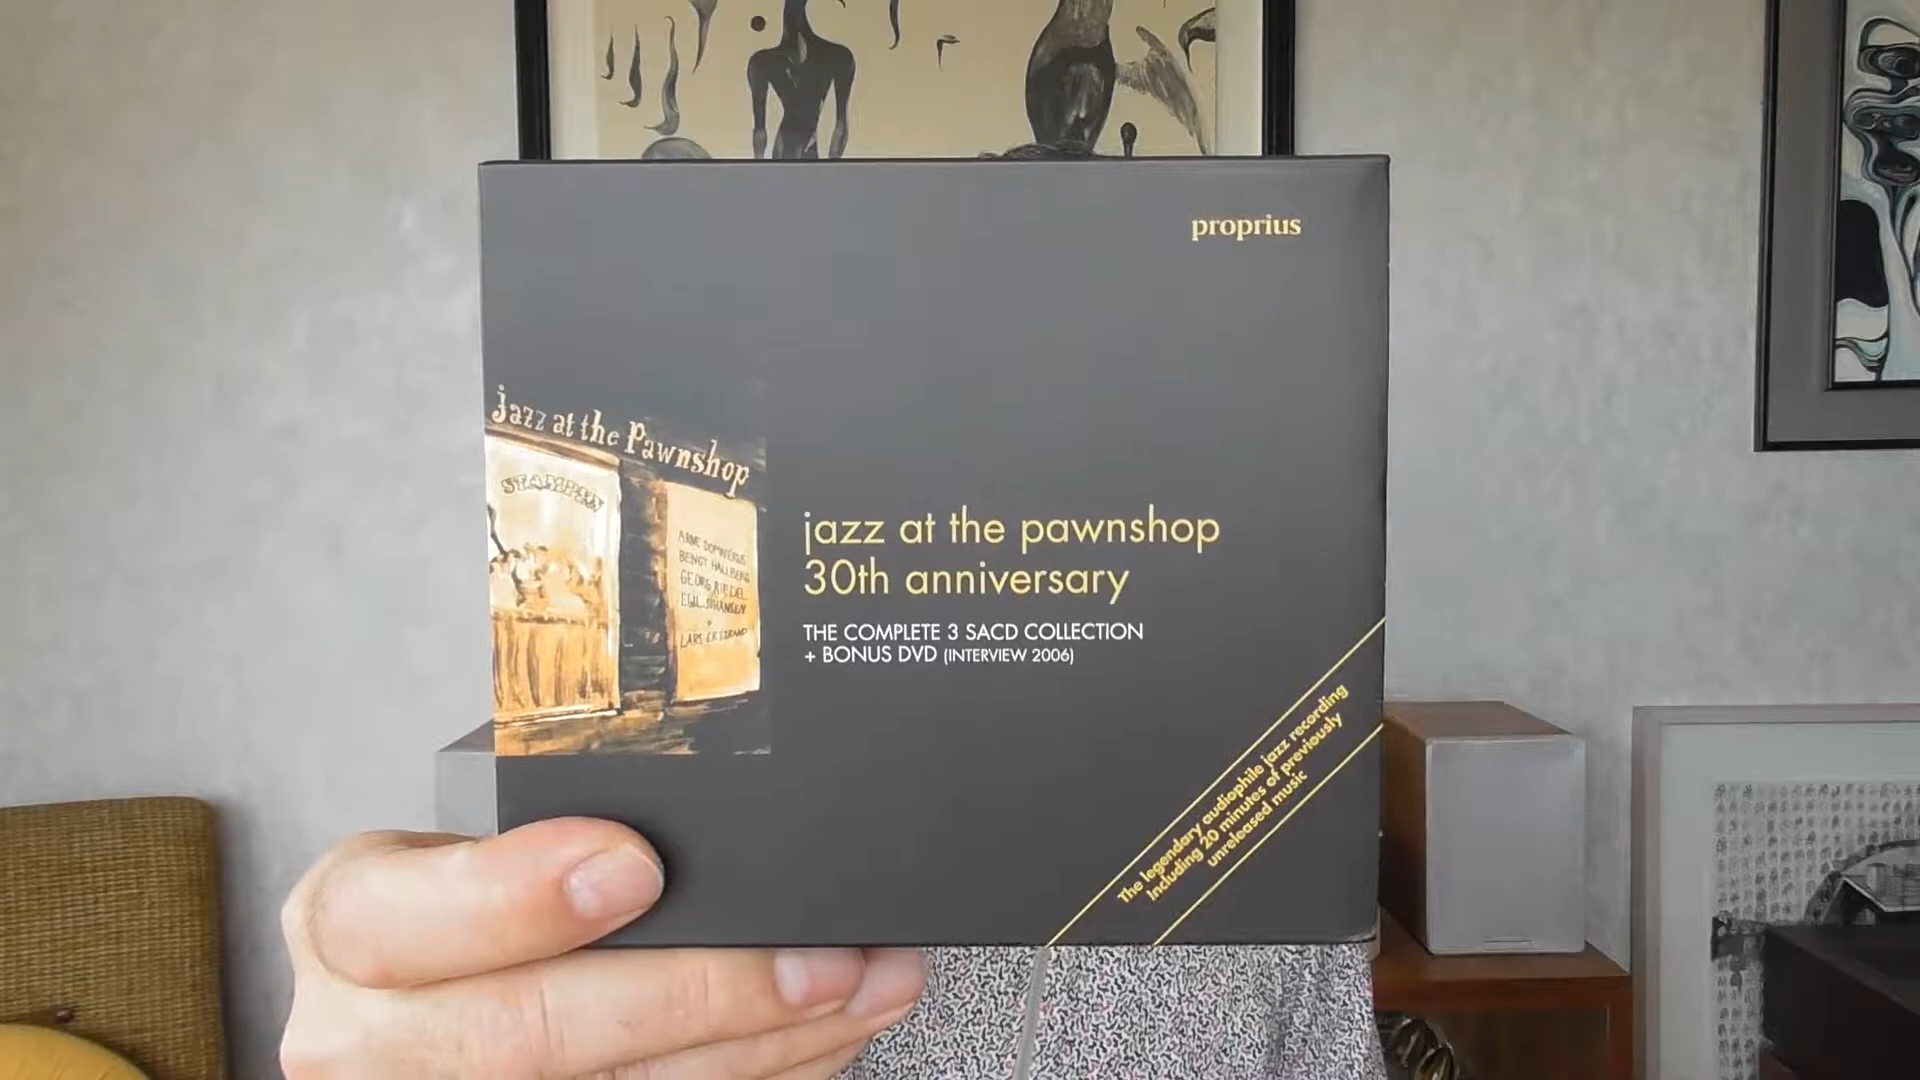 proprius
jazz at the Pawnshop
STAMPEN
ARNE DOMNÉRUS
BENGT HALLBERG
GEORG RIEDEL
EGIL JOHANSEN
+
LARS ERSTRAND
jazz at the pawnshop
30th anniversary
THE COMPLETE 3 SACD COLLECTION
+ BONUS DVD (INTERVIEW 2006)
The legendary audiophile jazz recording
Including 20 minutes of previously
unreleased music